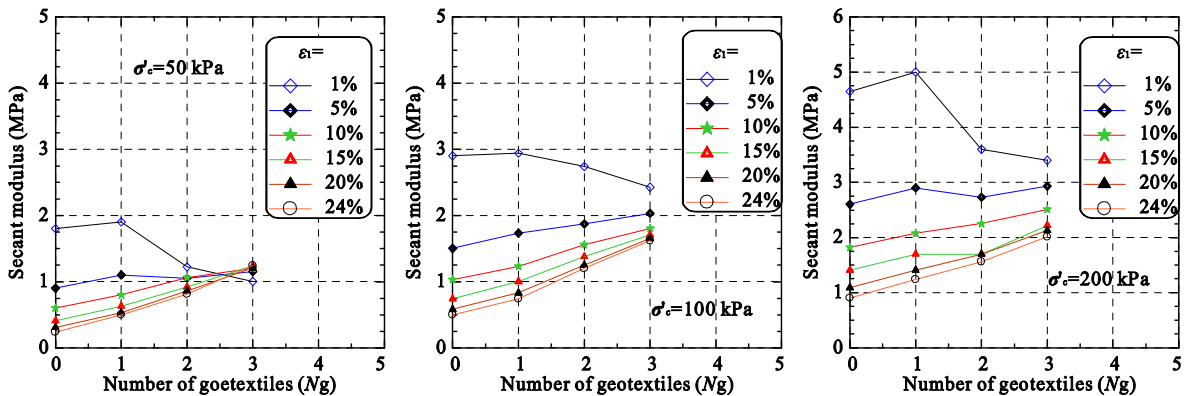 Secant modulus (MPa)
5
4
3
2
1
0
σ'c=50 kPa
ε1=
1%
5%
10%
15%
20%
24%
0 1 2 3 4 5
Number of goetextiles (Ng)
Secant modulus (MPa)
5
4
3
2
1
0
ε1=
1%
5%
10%
15%
20%
24%
σ'c=100 kPa
0 1 2 3 4 5
Number of geotextiles (Ng)
Secant modulus (MPa)
6
5
4
3
2
1
0
ε1=
1%
5%
10%
15%
20%
24%
σ'c=200 kPa
0 1 2 3 4 5
Number of geotextiles (Ng)